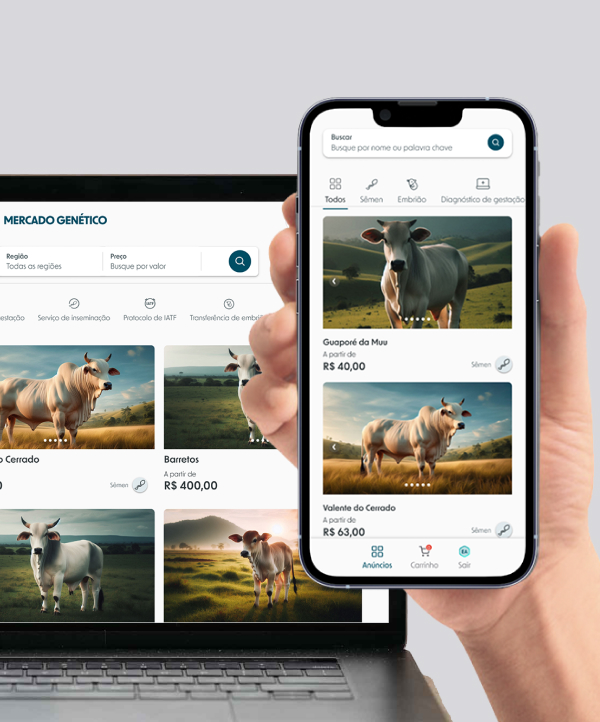 MERCADO GENÉTICO
Região
Todas as regiões
Preço
Busque por valor
estação
Serviço de inseminação
IATF
Protocolo de IATF
Transferência de embri
o Cerrado
0
Sêmen
Barretos
A partir de
R$ 400,00
Buscar
Busque por nome ou palavra chave
Todos
Sêmen
Embrião
Diagnóstico de gestação
Guaporé da Muu
A partir de
R$ 40,00
Sêmen
Valente do Cerrado
A partir de
R$ 63,00
Sêmen
Anúncios
Carrinho
EA
Sair